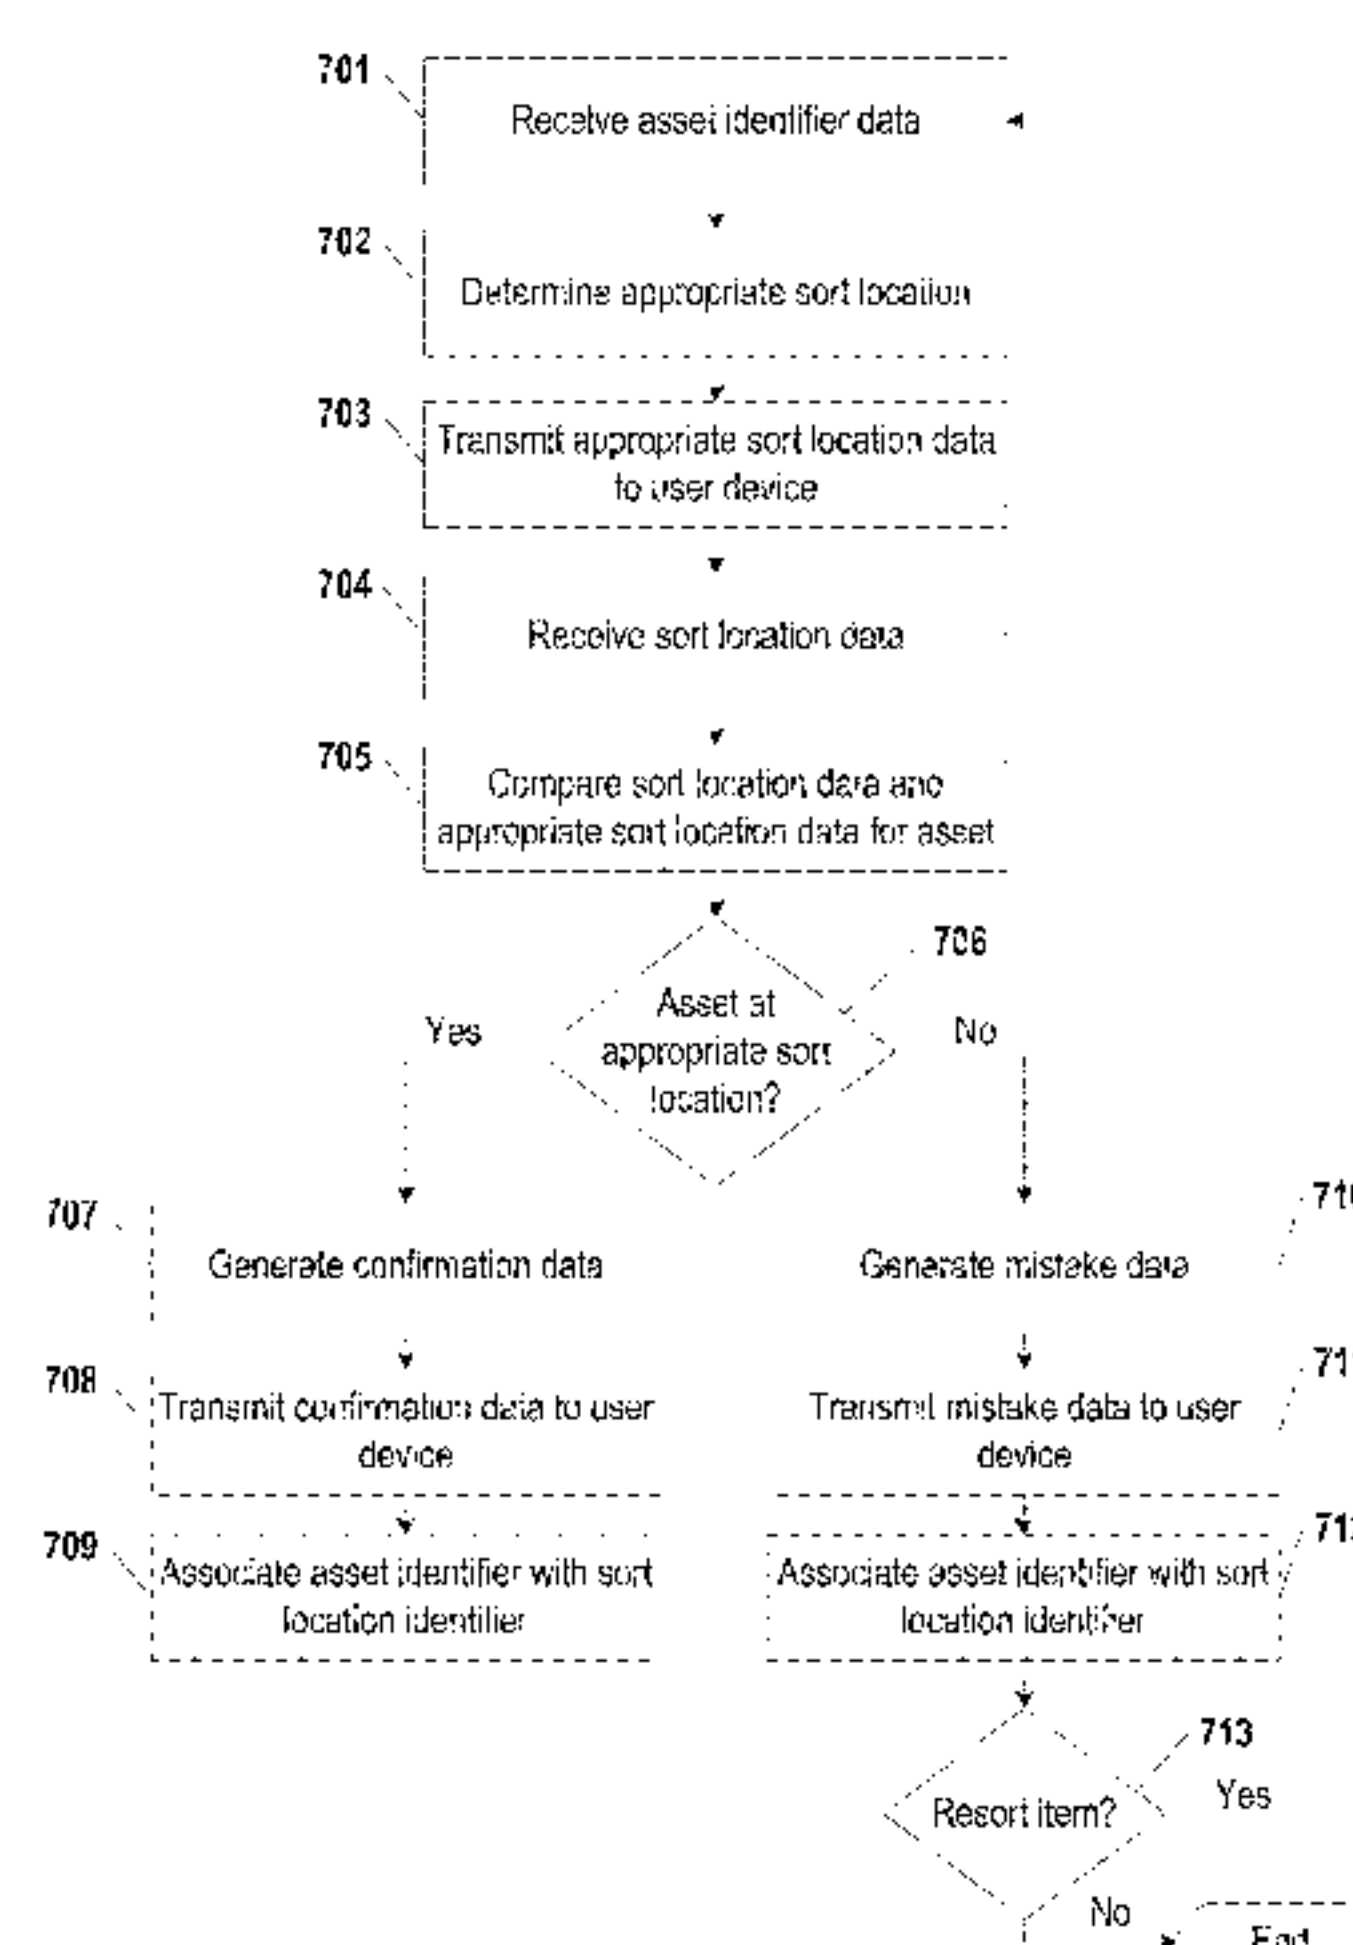 701
Receive asset identifier data
702
Determine appropriate sort location
703
Transmit appropriate sort location data
to user device
704
Receive sort location data
705
Compare sort location data and
appropriate sort location data for asset
706
Asset at
appropriate sort
location?
Yes
No
707
Generate confirmation data
Generate mistake data
708
Transmit confirmation data to user
device
Transmit mistake data to user
device
709
Associate asset identifier with sort
location identifier
Associate asset identifier with sort
location identifier
713
Resort item?
Yes
No
End